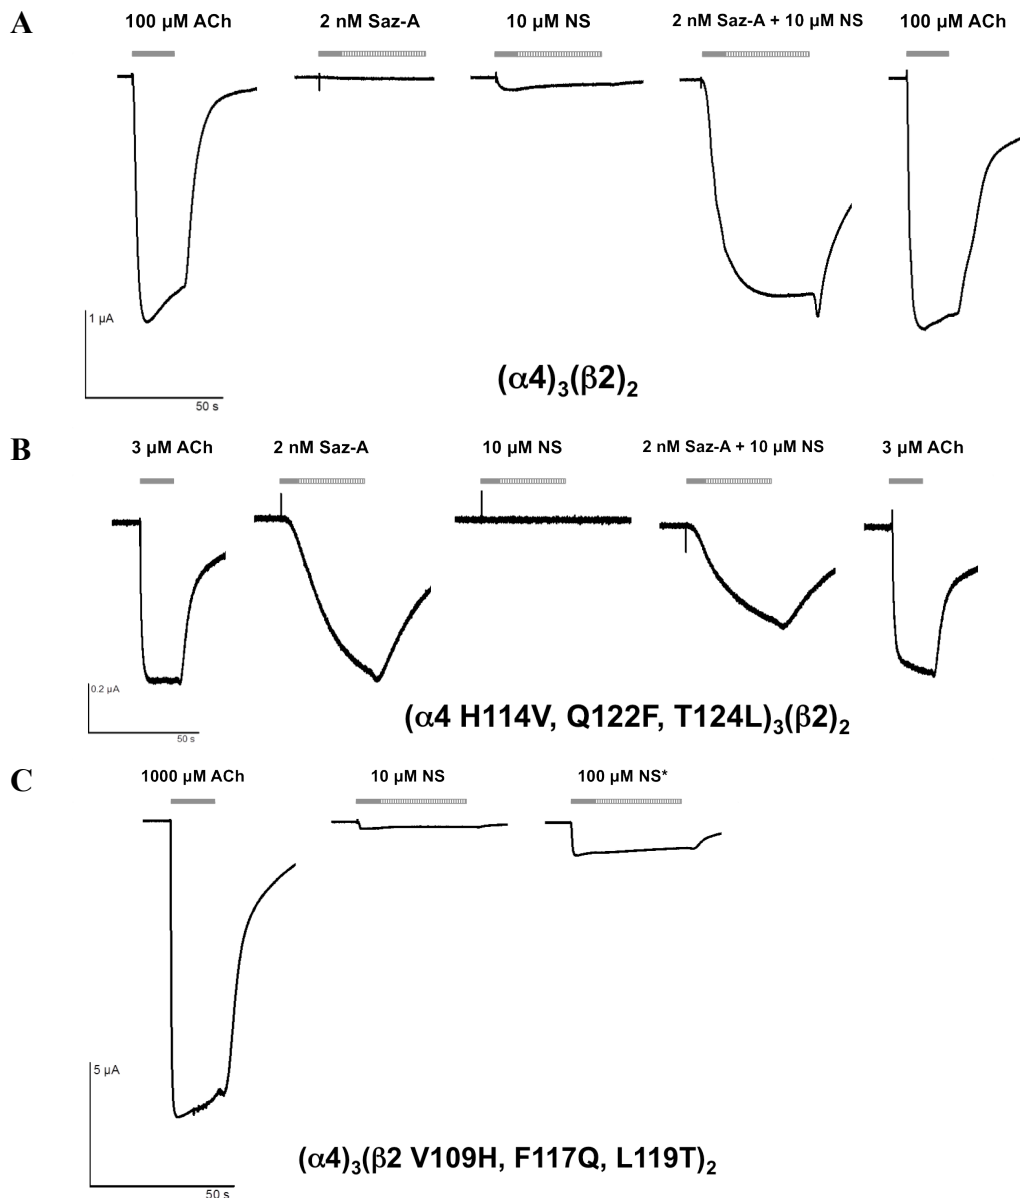 A
100 μM ACh 2 nM Saz-A 10 μM NS 2 nM Saz-A + 10 μM NS 100 μM ACh
1 μA
50 s
(α4)₃(β2)₂
B
3 μM ACh 2 nM Saz-A 10 μM NS 2 nM Saz-A + 10 μM NS 3 μM ACh
0.2 μA
50 s
(α4 H114V, Q122F, T124L)₃(β2)₂
C
1000 μM ACh 10 μM NS 100 μM NS*
5 μA
50 s
(α4)₃(β2 V109H, F117Q, L119T)₂